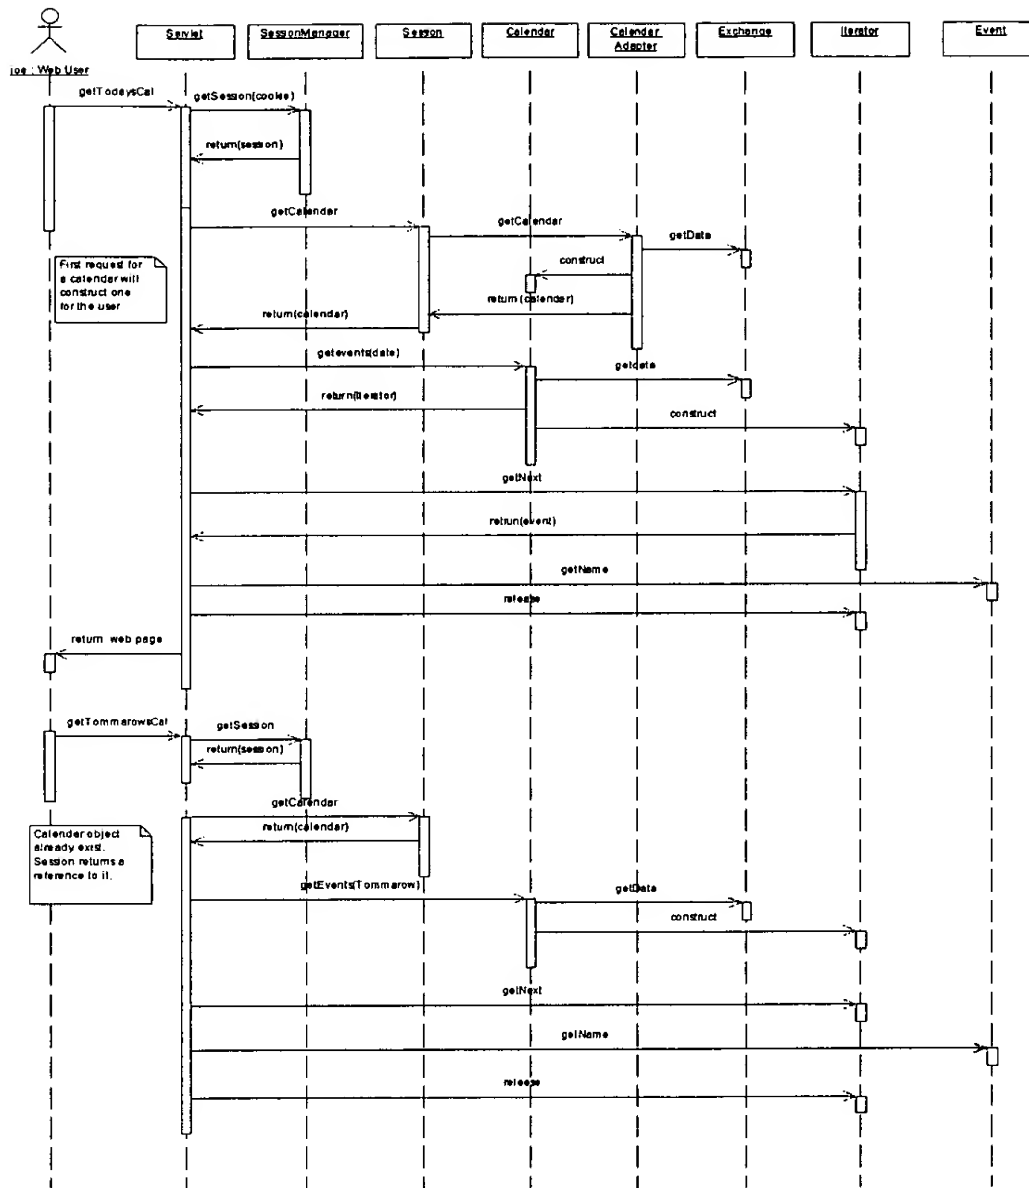 Servlet
SessionManager
Session
Calendar
Calender
Adapter
Exchange
Iterator
Event
joe : Web User
getTodaysCal
getSession(cookie)
return(session)
getCalendar
getCalendar
getData
First request for
a calendar will
construct one
for the user
construct
return(calendar)
return(calendar)
getevents(date)
getdata
return(Iterator)
construct
getNext
retrun(event)
getName
release
return web page
getTommarowsCal
getSession
return(session)
getCalendar
Calender object
already exist.
Session returns a
reference to it.
return(calendar)
getEvents(Tommarow)
getData
construct
getNext
getName
release